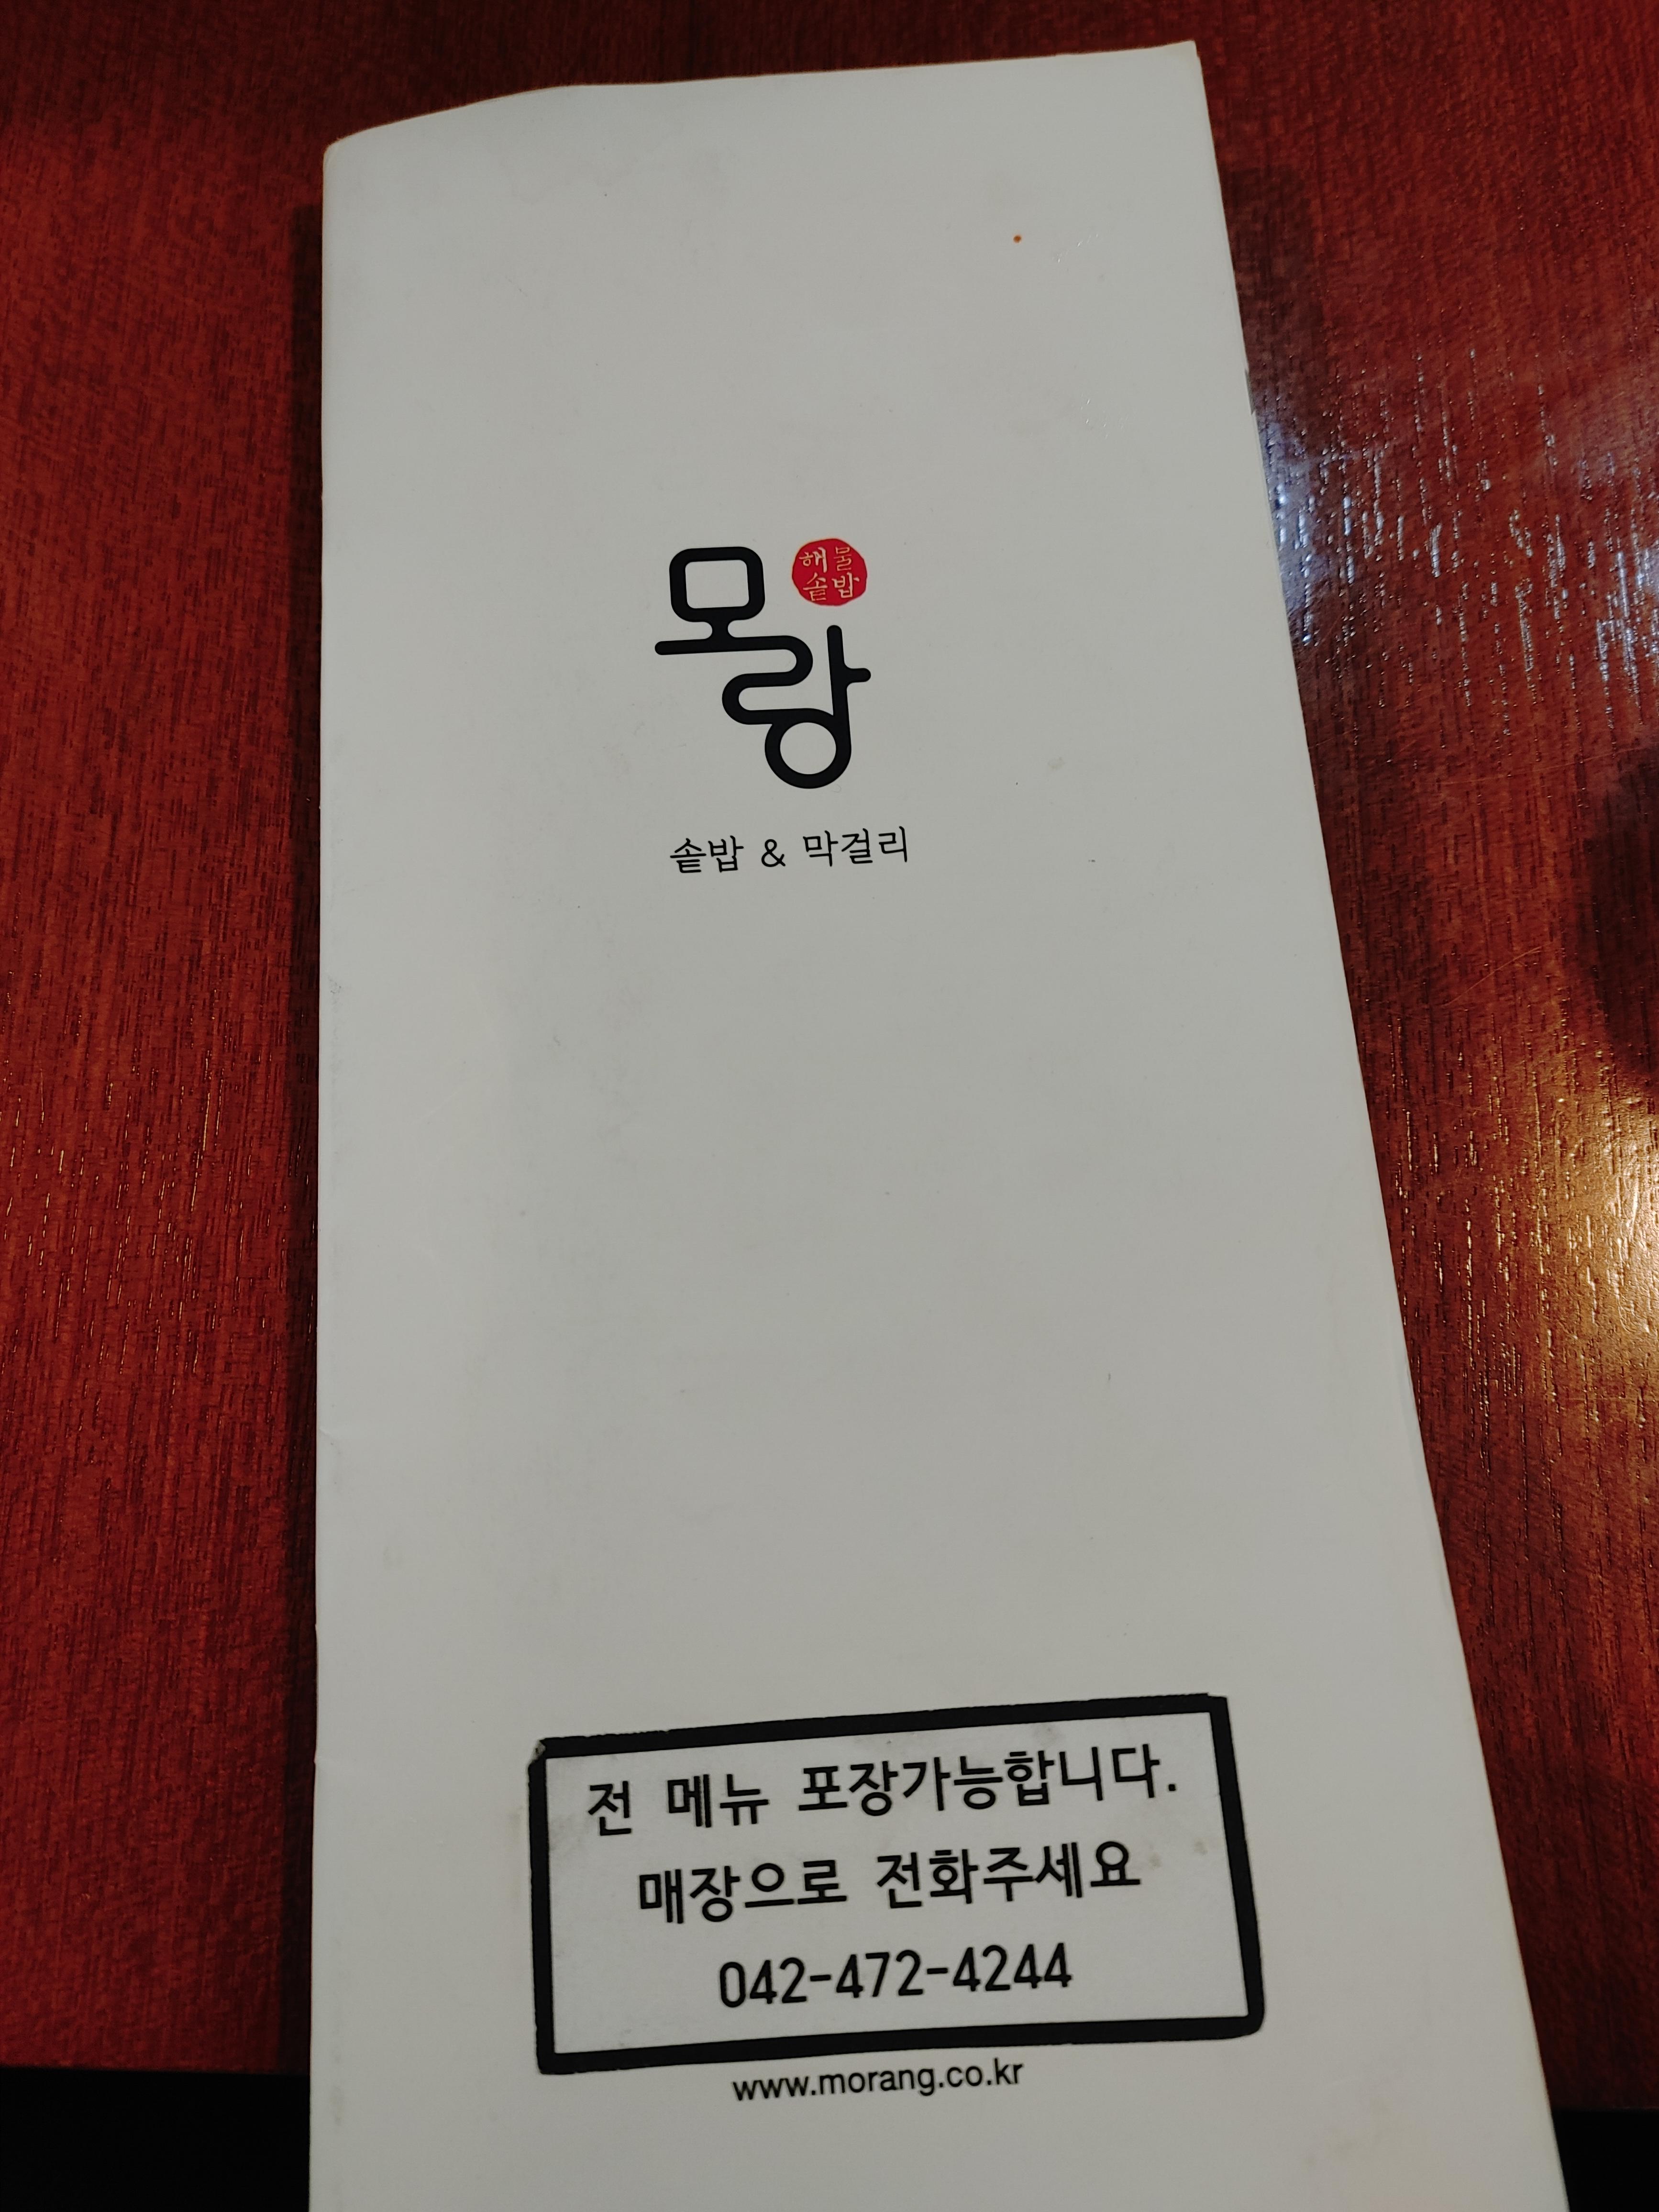 모랑
해물
솥밥
솥밥 & 막걸리
전 메뉴 포장가능합니다.
매장으로 전화주세요
042-472-4244
www.morang.co.kr